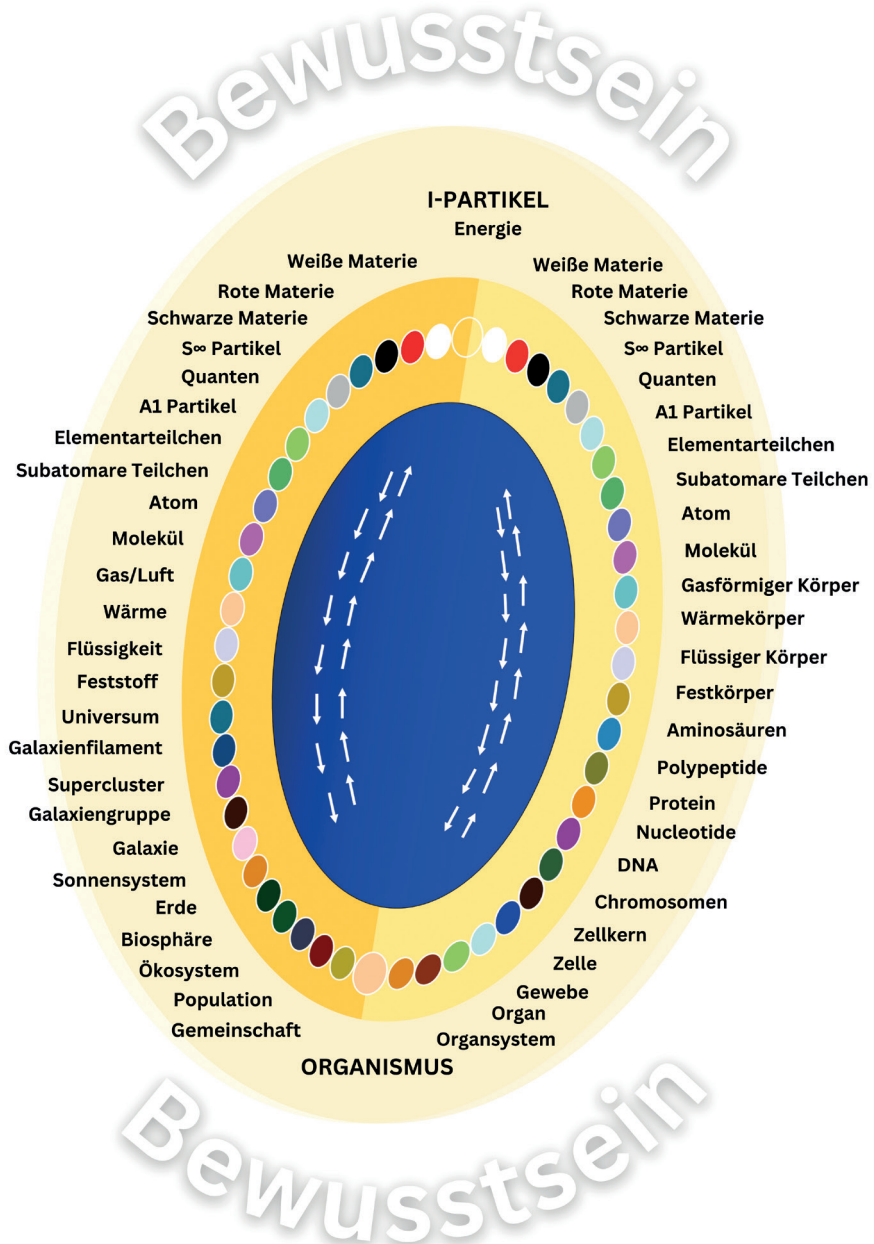 Bewusstsein
I-PARTIKEL
Energie
Weiße Materie
Rote Materie
Schwarze Materie
S∞ Partikel
Quanten
A1 Partikel
Elementarteilchen
Subatomare Teilchen
Atom
Molekül
Gas/Luft
Wärme
Flüssigkeit
Feststoff
Universum
Galaxienfilament
Supercluster
Galaxiengruppe
Galaxie
Sonnensystem
Erde
Biosphäre
Ökosystem
Population
Gemeinschaft
Weiße Materie
Rote Materie
Schwarze Materie
S∞ Partikel
Quanten
A1 Partikel
Elementarteilchen
Subatomare Teilchen
Atom
Molekül
Gasförmiger Körper
Wärmekörper
Flüssiger Körper
Festkörper
Aminosäuren
Polypeptide
Protein
Nucleotide
DNA
Chromosomen
Zellkern
Zelle
Gewebe
Organ
Organsystem
ORGANISMUS
Bewusstsein